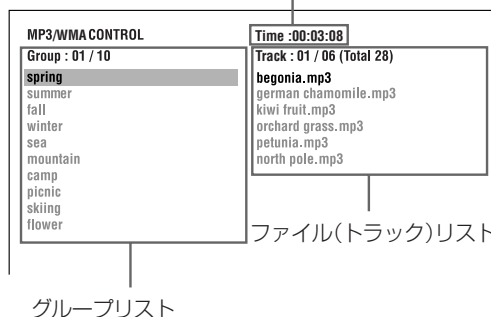 MP3/WMA CONTROL
Time :00:03:08
Group : 01 / 10
spring
summer
fall
winter
sea
mountain
camp
picnic
skiing
flower
Track : 01 / 06 (Total 28)
begonia.mp3
german chamomile.mp3
kiwi fruit.mp3
orchard grass.mp3
petunia.mp3
north pole.mp3
ファイル(トラック)リスト
グループリスト